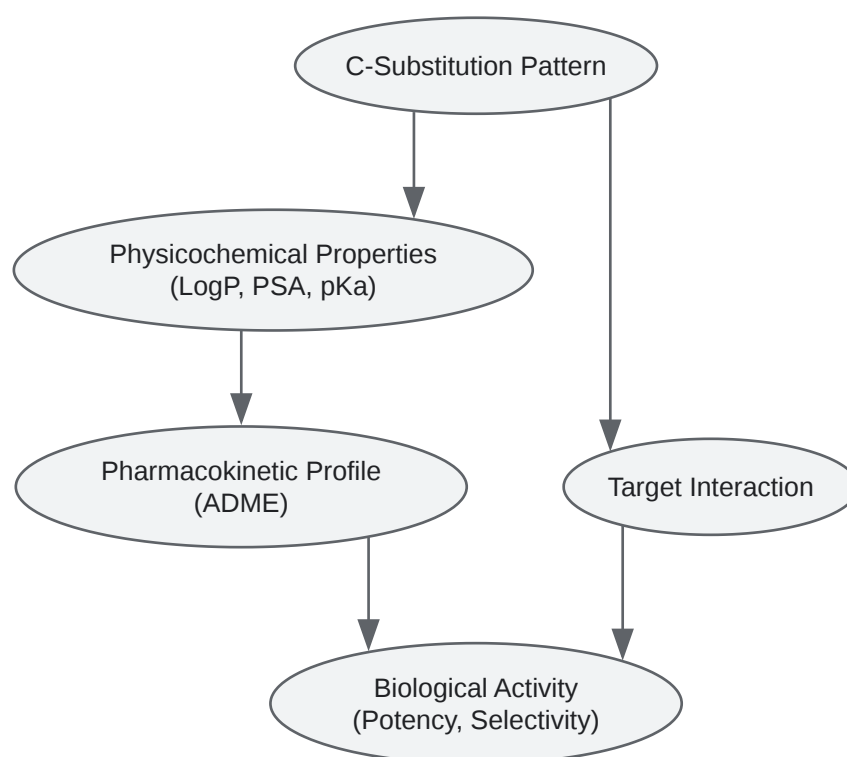 C-Substitution Pattern
Physicochemical Properties
(LogP, PSA, pKa)
Pharmacokinetic Profile
(ADME)
Target Interaction
Biological Activity
(Potency, Selectivity)